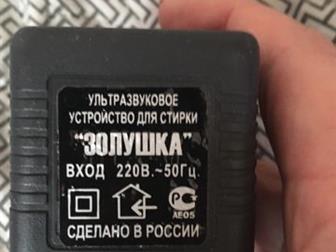 УЛЬТРАЗВУКОВОЕ
УСТРОЙСТВО ДЛЯ СТИРКИ
"ЗОЛУШКА"
ВХОД 220В.~50Гц.
РС
АЕ05
СДЕЛАНО В РОССИИ